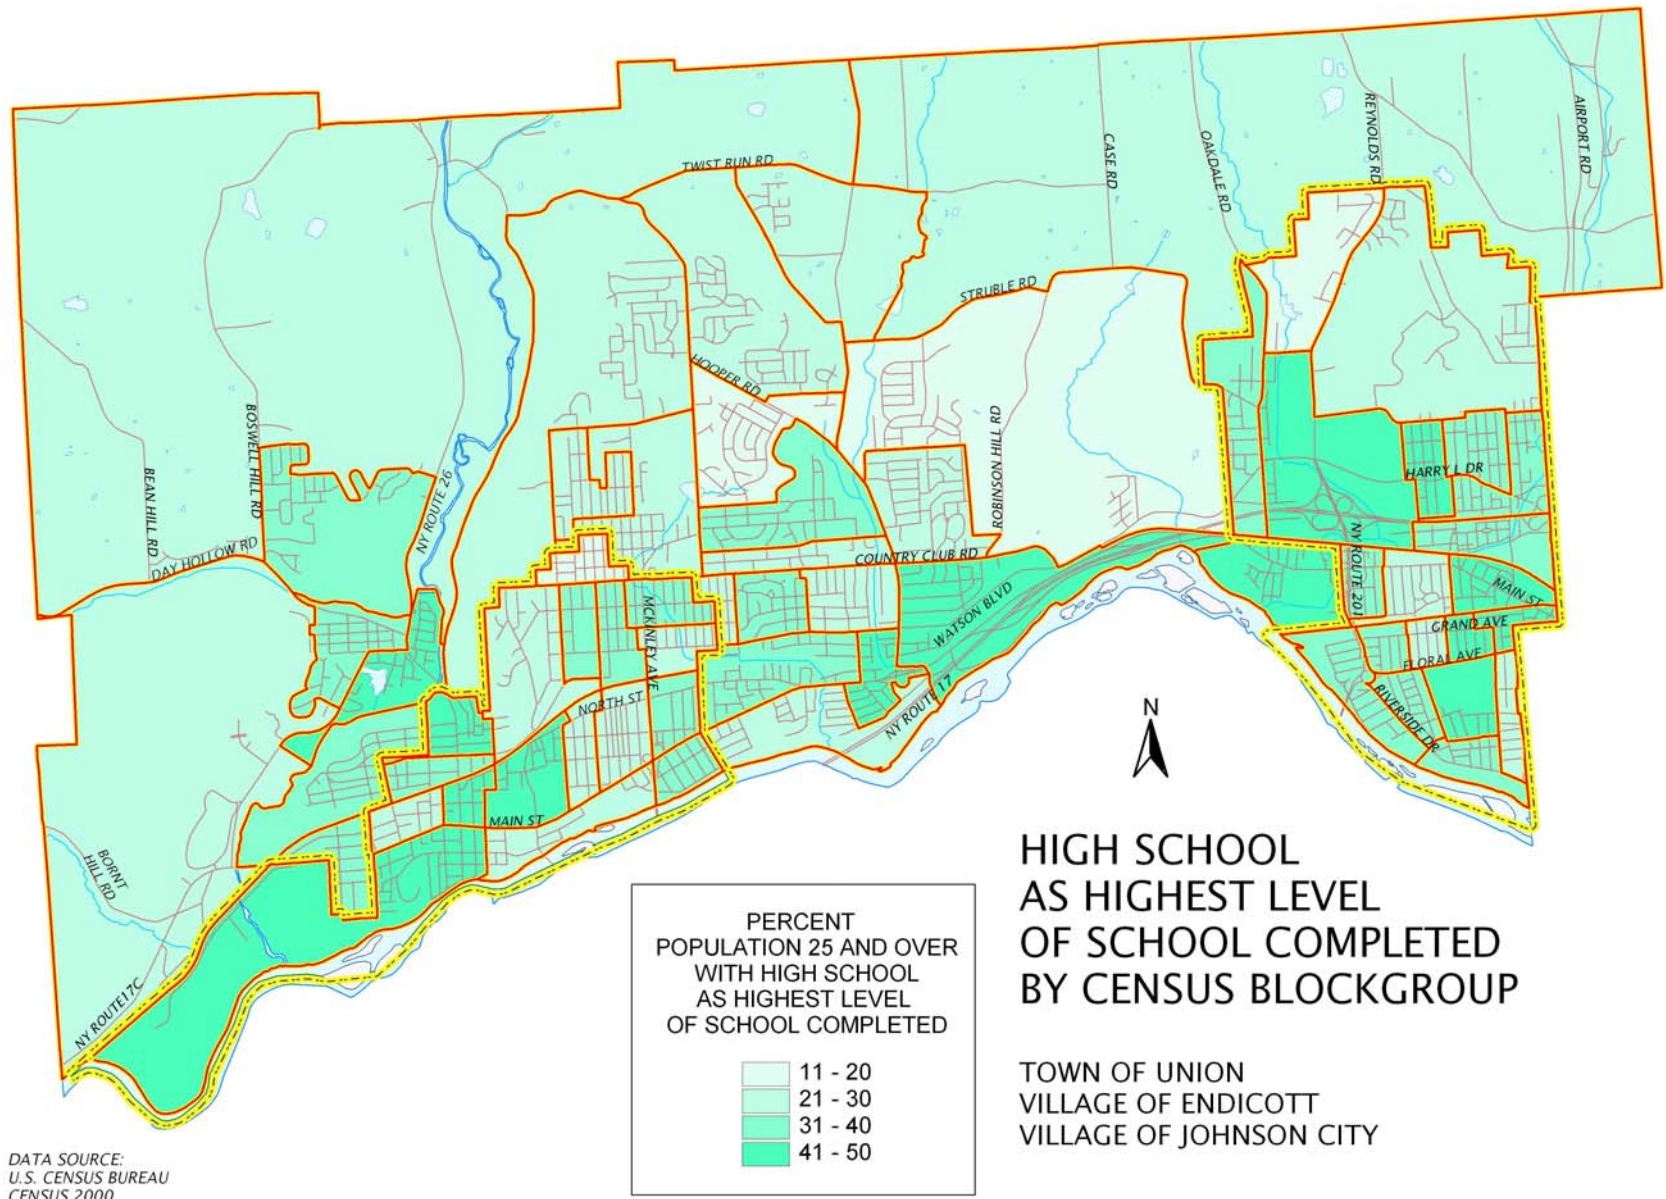 TWIST RUN RD
CASE RD
OAKDALE RD
REYNOLDS RD
AIRPORT RD
STRUBLE RD
HOOPER RD
ROBINSON HILL RD
BOSWELL HILL RD
BEAN HILL RD
NY ROUTE 26
DAY HOLLOW RD
HARRY L DR
COUNTRY CLUB RD
NY ROUTE 201
WATSON BLVD
MAIN ST
MCKINLEY AVE
GRAND AVE
FLORAL AVE
NORTH ST
NY ROUTE 17
RIVERSIDE DR
MAIN ST
BORNT
HILL RD
NY ROUTE17C
N
HIGH SCHOOL
AS HIGHEST LEVEL
OF SCHOOL COMPLETED
BY CENSUS BLOCKGROUP
TOWN OF UNION
VILLAGE OF ENDICOTT
VILLAGE OF JOHNSON CITY
PERCENT
POPULATION 25 AND OVER
WITH HIGH SCHOOL
AS HIGHEST LEVEL
OF SCHOOL COMPLETED
11 - 20
21 - 30
31 - 40
41 - 50
DATA SOURCE:
U.S. CENSUS BUREAU
CENSUS 2000